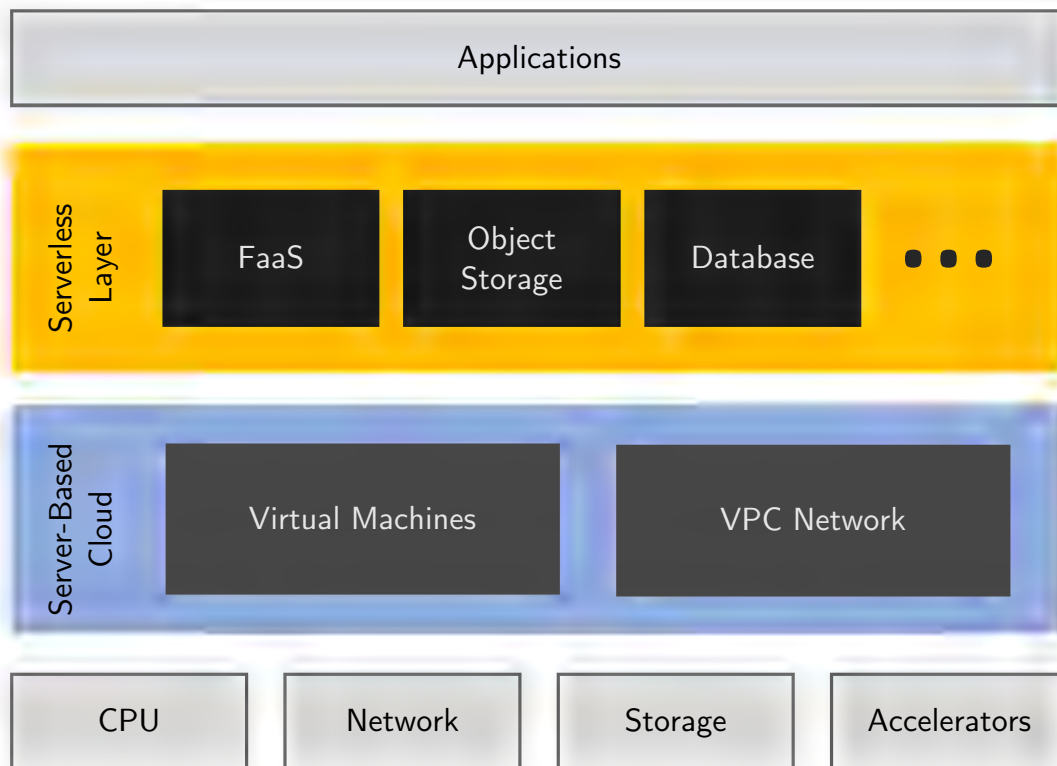 Applications
Serverless
Layer
FaaS
Object
Storage
Database
Server-Based
Cloud
Virtual Machines
VPC Network
CPU
Network
Storage
Accelerators